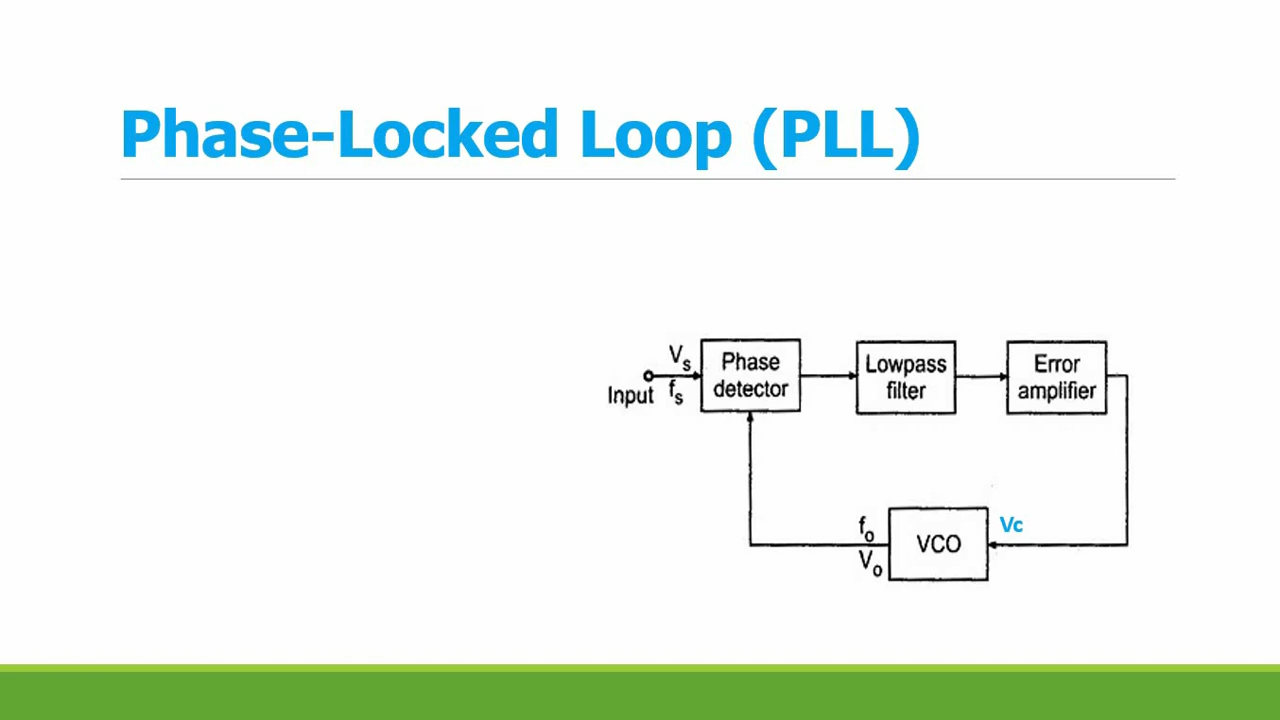 Phase-Locked Loop (PLL)
Vs
fs
Input
Phase
detector
Lowpass
filter
Error
amplifier
fo
Vo
VCO
Vc